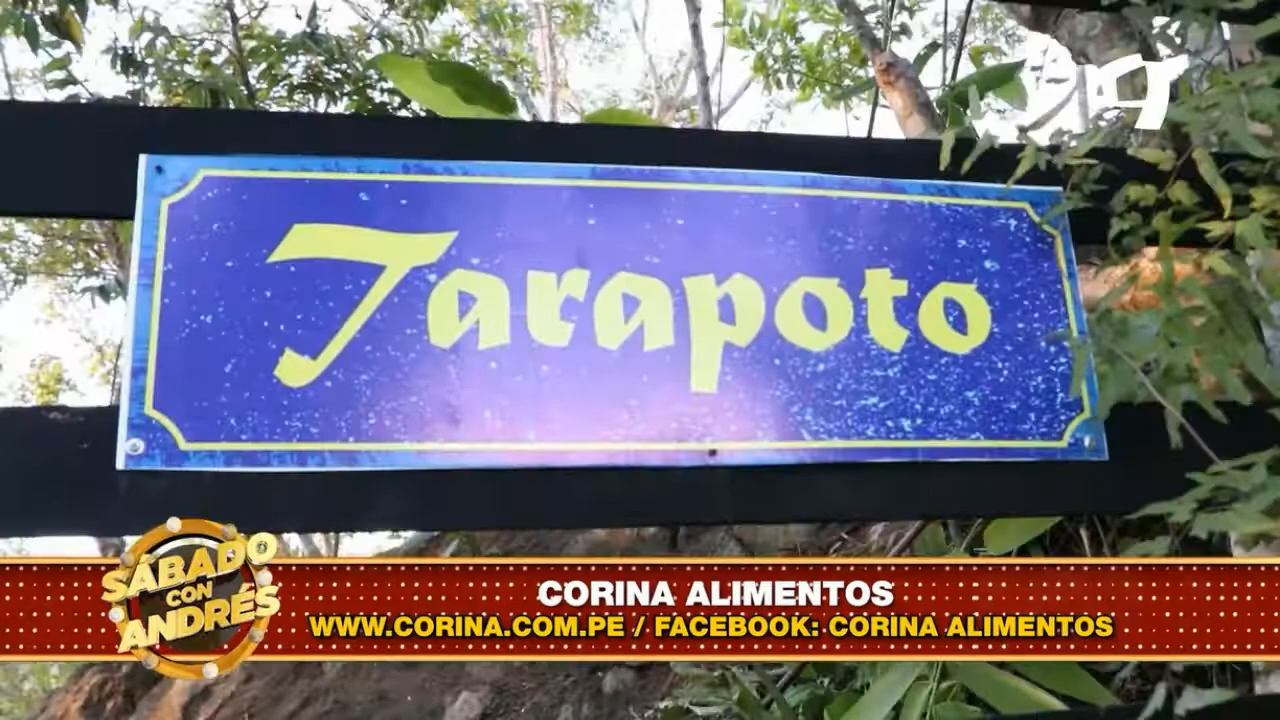 Tarapoto
SÁBADO
CON
ANDRÉS
CORINA ALIMENTOS
WWW.CORINA.COM.PE / FACEBOOK: CORINA ALIMENTOS